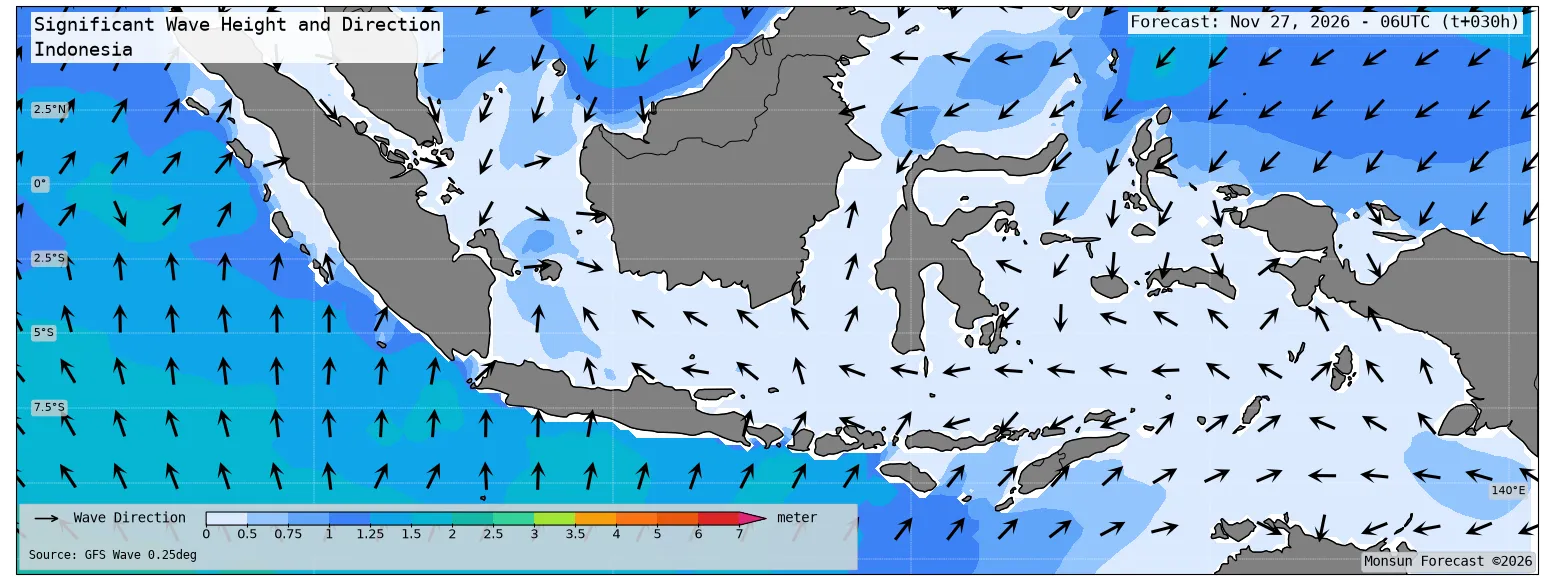 Significant Wave Height and Direction
Indonesia
Forecast: Nov 27, 2026 - 06UTC (t+030h)
2.5°N
0°
2.5°S
5°S
7.5°S
140°E
Wave Direction
meter
0 0.5 0.75 1 1.25 1.5 2 2.5 3 3.5 4 5 6 7
Source: GFS Wave 0.25deg
Monsun Forecast ©2026